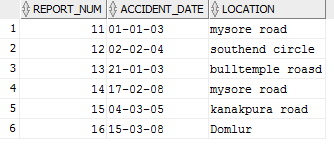 REPORT_NUM ACCIDENT_DATE LOCATION
1 11 01-01-03 mysore road
2 12 02-02-04 southend circle
3 13 21-01-03 bulltemple roasd
4 14 17-02-08 mysore road
5 15 04-03-05 kanakpura road
6 16 15-03-08 Domlur